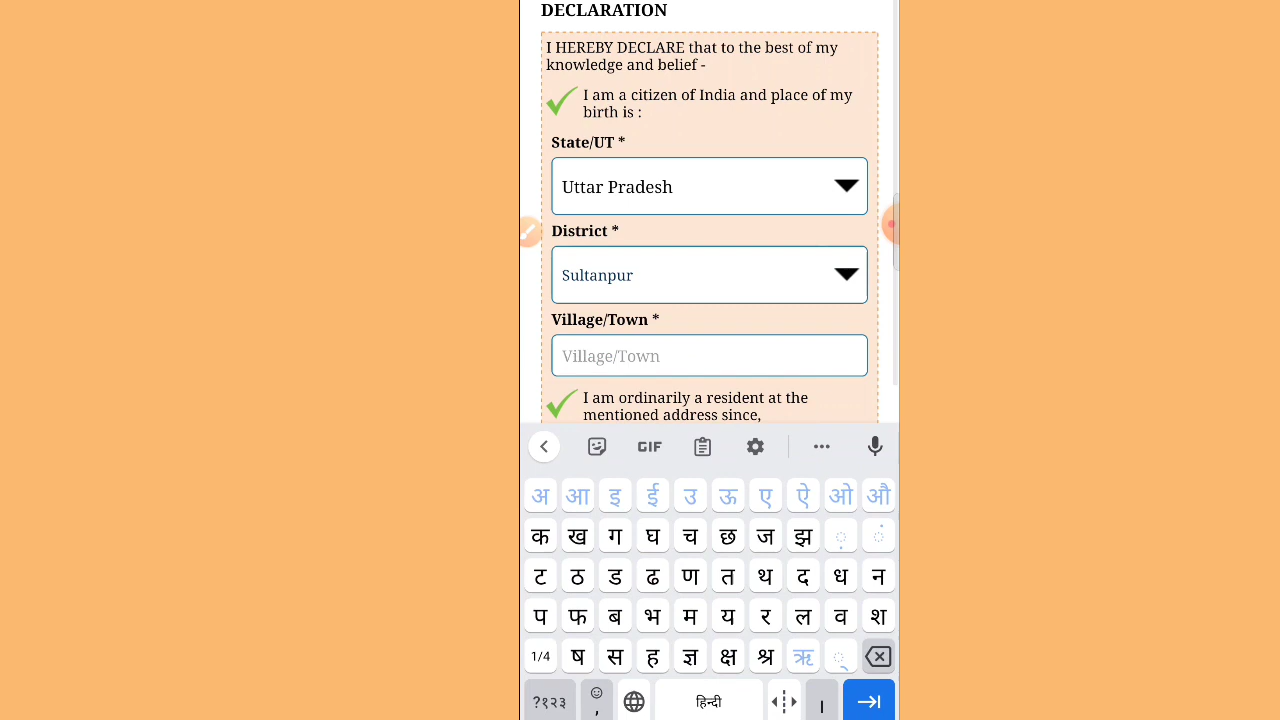 DECLARATION
I HEREBY DECLARE that to the best of my
knowledge and belief -
I am a citizen of India and place of my
birth is :
State/UT *
Uttar Pradesh
District *
Sultanpur
Village/Town *
Village/Town
I am ordinarily a resident at the
mentioned address since,
GIF
अ आ इ ई उ ऊ ए ऐ ओ औ
क ख ग घ च छ ज झ ़ ं
ट ठ ड ढ ण त थ द ध न
प फ ब भ म य र ल व श
1/4 ष स ह ज्ञ क्ष श्र ऋ ्
?१२३ , हिन्दी ।